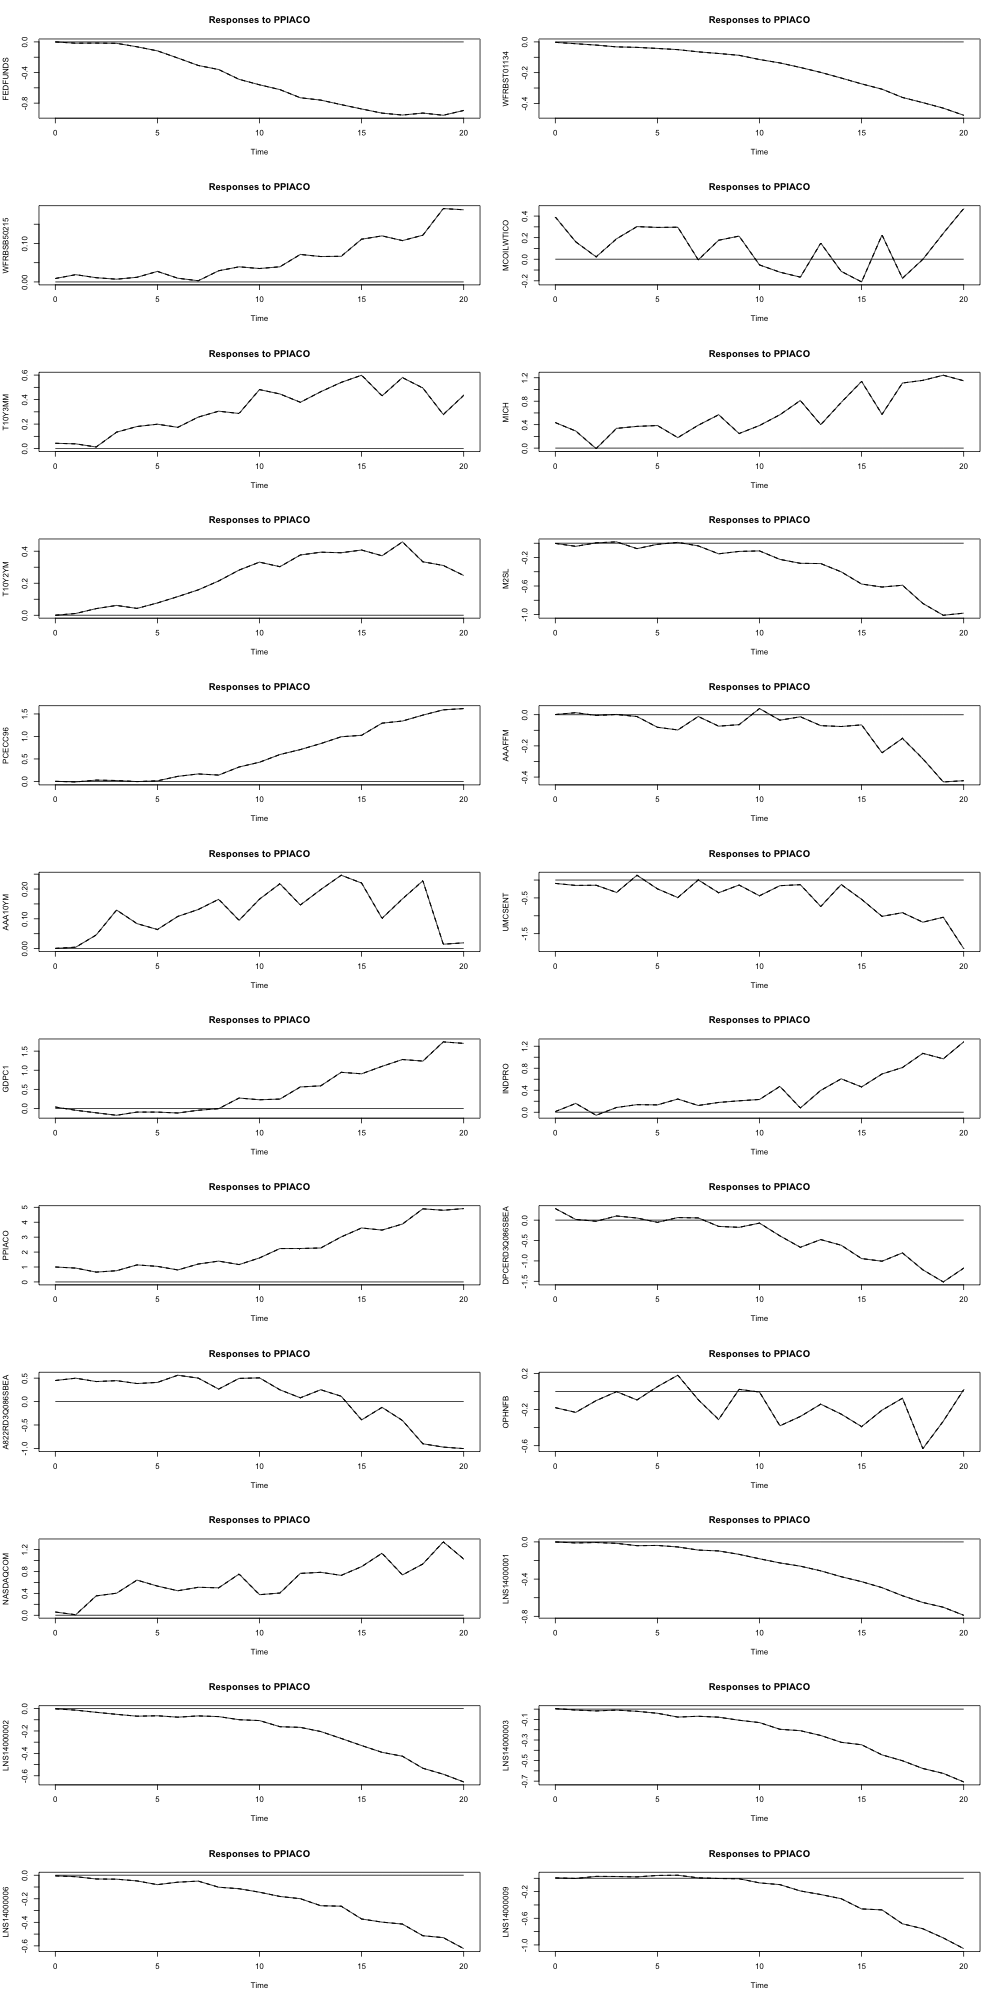 Responses to PPIACO
FEDFUNDS
0.0
-0.4
-0.8
0 5 10 15 20
Time
Responses to PPIACO
WFRBST01134
0.0
-0.2
-0.4
0 5 10 15 20
Time
Responses to PPIACO
WFRBSB50215
0.10
0.00
0 5 10 15 20
Time
Responses to PPIACO
MCOILWTICO
0.4
0.2
0.0
-0.2
0 5 10 15 20
Time
Responses to PPIACO
T10Y3MM
0.6
0.4
0.2
0.0
0 5 10 15 20
Time
Responses to PPIACO
MICH
1.2
0.8
0.4
0.0
0 5 10 15 20
Time
Responses to PPIACO
T10Y2YM
0.4
0.2
0.0
0 5 10 15 20
Time
Responses to PPIACO
M2SL
-0.2
-0.6
-1.0
0 5 10 15 20
Time
Responses to PPIACO
PCECC96
1.5
1.0
0.5
0.0
0 5 10 15 20
Time
Responses to PPIACO
AAAFFM
0.0
-0.2
-0.4
0 5 10 15 20
Time
Responses to PPIACO
AAA10YM
0.20
0.10
0.00
0 5 10 15 20
Time
Responses to PPIACO
UMCSENT
-0.5
-1.5
0 5 10 15 20
Time
Responses to PPIACO
GDPC1
1.5
1.0
0.5
0.0
0 5 10 15 20
Time
Responses to PPIACO
INDPRO
1.2
0.8
0.4
0.0
0 5 10 15 20
Time
Responses to PPIACO
PPIACO
5
4
3
2
1
0
0 5 10 15 20
Time
Responses to PPIACO
DPCERD3Q086SBEA
0.0
-0.5
-1.0
-1.5
0 5 10 15 20
Time
Responses to PPIACO
A822RD3Q086SBEA
0.5
0.0
-0.5
-1.0
0 5 10 15 20
Time
Responses to PPIACO
OPHNFB
0.2
-0.2
-0.6
0 5 10 15 20
Time
Responses to PPIACO
NASDAQCOM
1.2
0.8
0.4
0.0
0 5 10 15 20
Time
Responses to PPIACO
LNS14000001
0.0
-0.4
-0.8
0 5 10 15 20
Time
Responses to PPIACO
LNS14000002
0.0
-0.2
-0.4
-0.6
0 5 10 15 20
Time
Responses to PPIACO
LNS14000003
-0.1
-0.3
-0.5
-0.7
0 5 10 15 20
Time
Responses to PPIACO
LNS14000006
0.0
-0.2
-0.4
-0.6
0 5 10 15 20
Time
Responses to PPIACO
LNS14000009
-0.2
-0.6
-1.0
0 5 10 15 20
Time